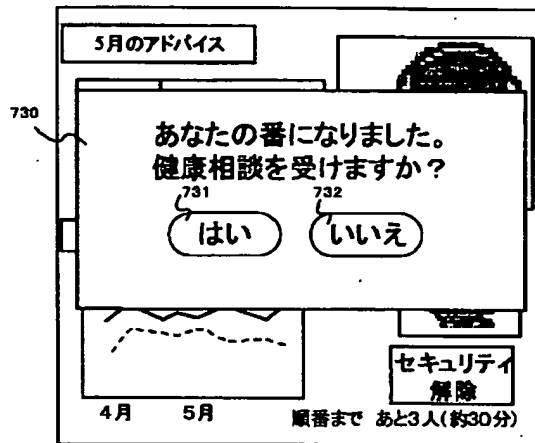 5月のアドバイス
730
あなたの番になりました。
健康相談を受けますか？
731
732
はい
いいえ
セキュリティ
解除
4月
5月
順番まで あと3人(約30分)